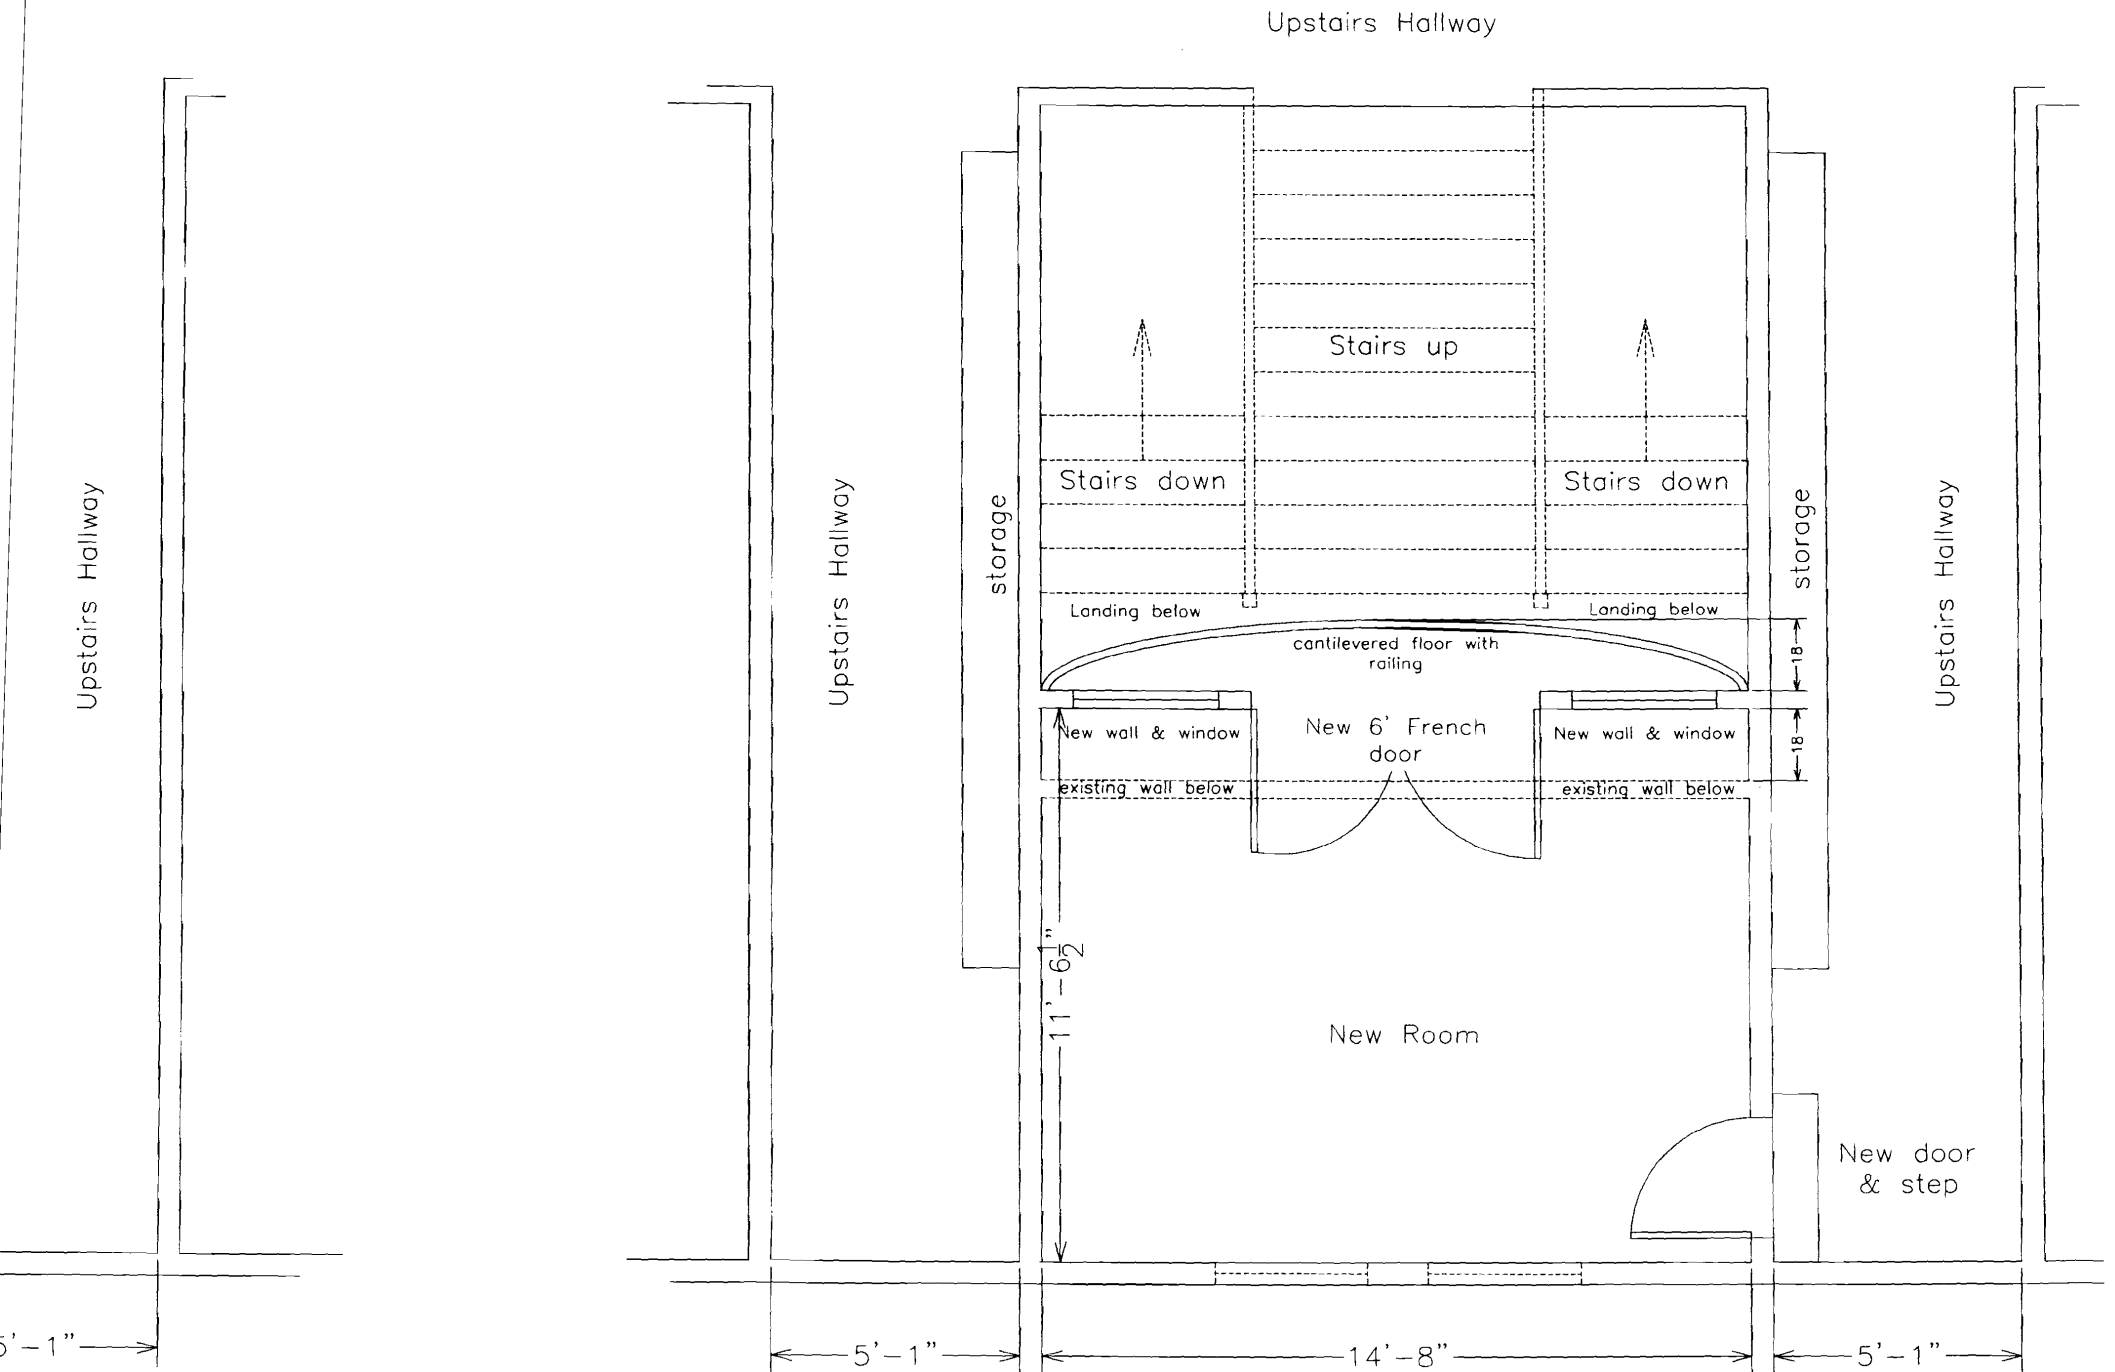 Upstairs Hallway
Stairs up
Stairs down
Stairs down
Upstairs Hallway
Upstairs Hallway
storage
storage
Upstairs Hallway
Landing below
Landing below
cantilevered floor with
railing
18
New wall & window
New 6' French
door
New wall & window
18
existing wall below
existing wall below
11'-6 1/2"
New Room
New door
& step
5'-1"
5'-1"
14'-8"
5'-1"